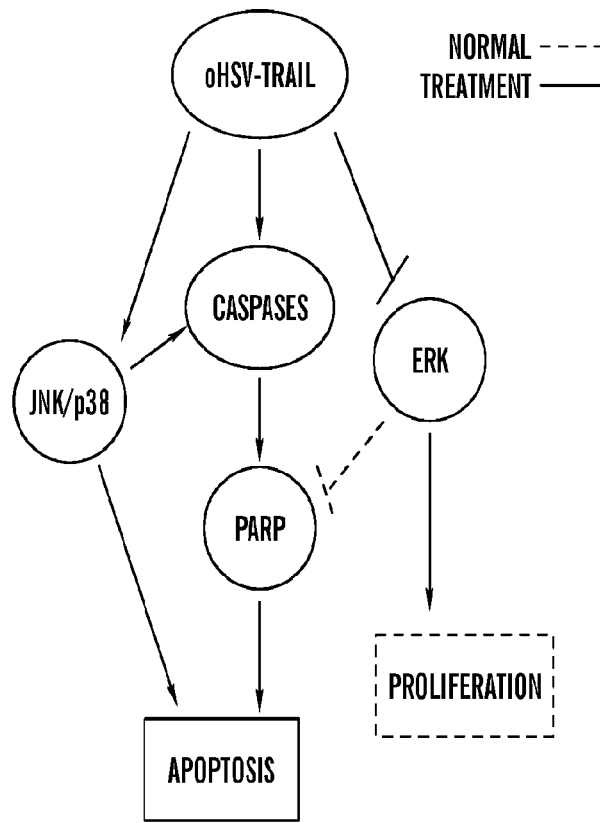 oHSV-TRAIL
NORMAL
TREATMENT
CASPASES
ERK
JNK/p38
PARP
PROLIFERATION
APOPTOSIS